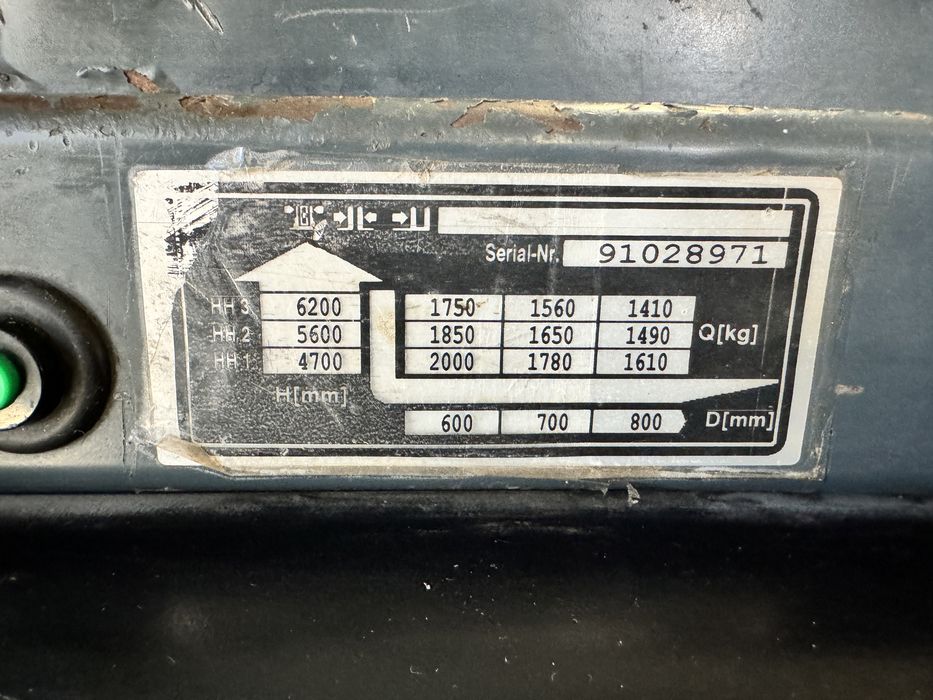 Serial-Nr. 91028971
HH 3 6200 1750 1560 1410
HH 2 5600 1850 1650 1490 Q[kg]
HH 1 4700 2000 1780 1610
H[mm]
600 700 800 D[mm]